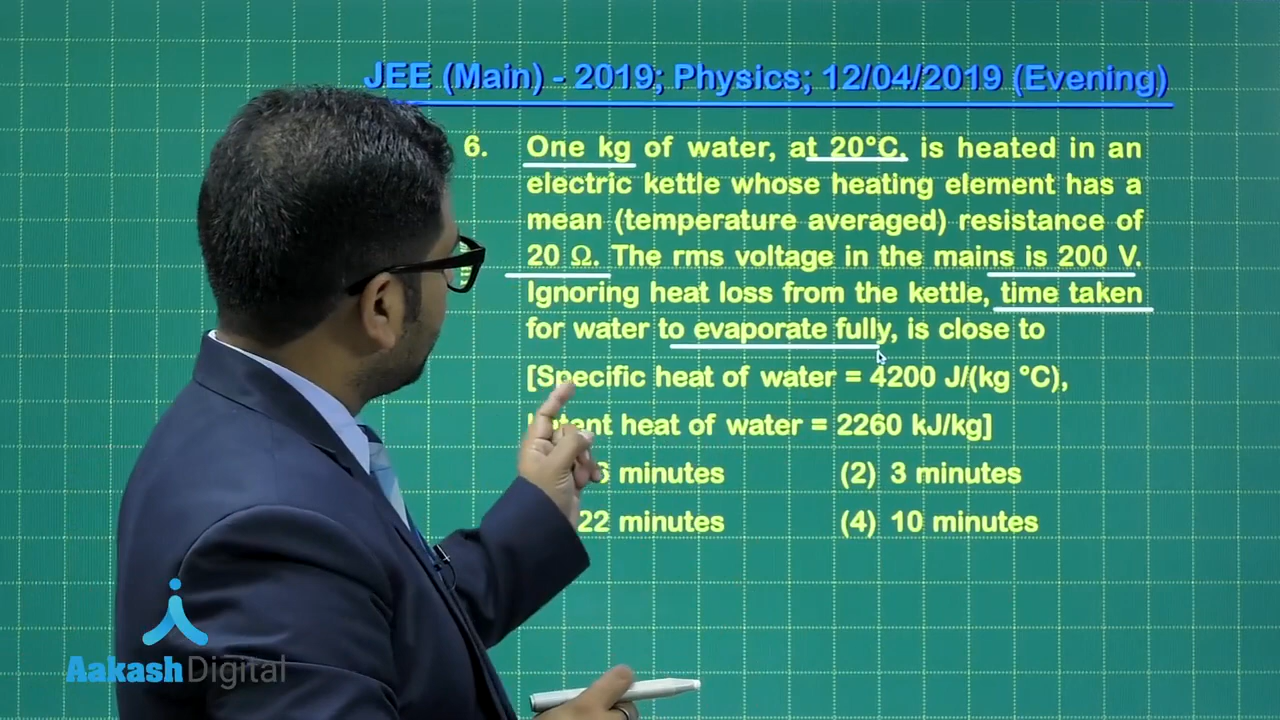 JEE (Main) - 2019; Physics; 12/04/2019 (Evening)
6. One kg of water, at 20°C, is heated in an
electric kettle whose heating element has a
mean (temperature averaged) resistance of
20 Ω. The rms voltage in the mains is 200 V.
Ignoring heat loss from the kettle, time taken
for water to evaporate fully, is close to
[Specific heat of water = 4200 J/(kg °C),
heat of water = 2260 kJ/kg]
minutes (2) 3 minutes
22 minutes (4) 10 minutes
Aakash Digital